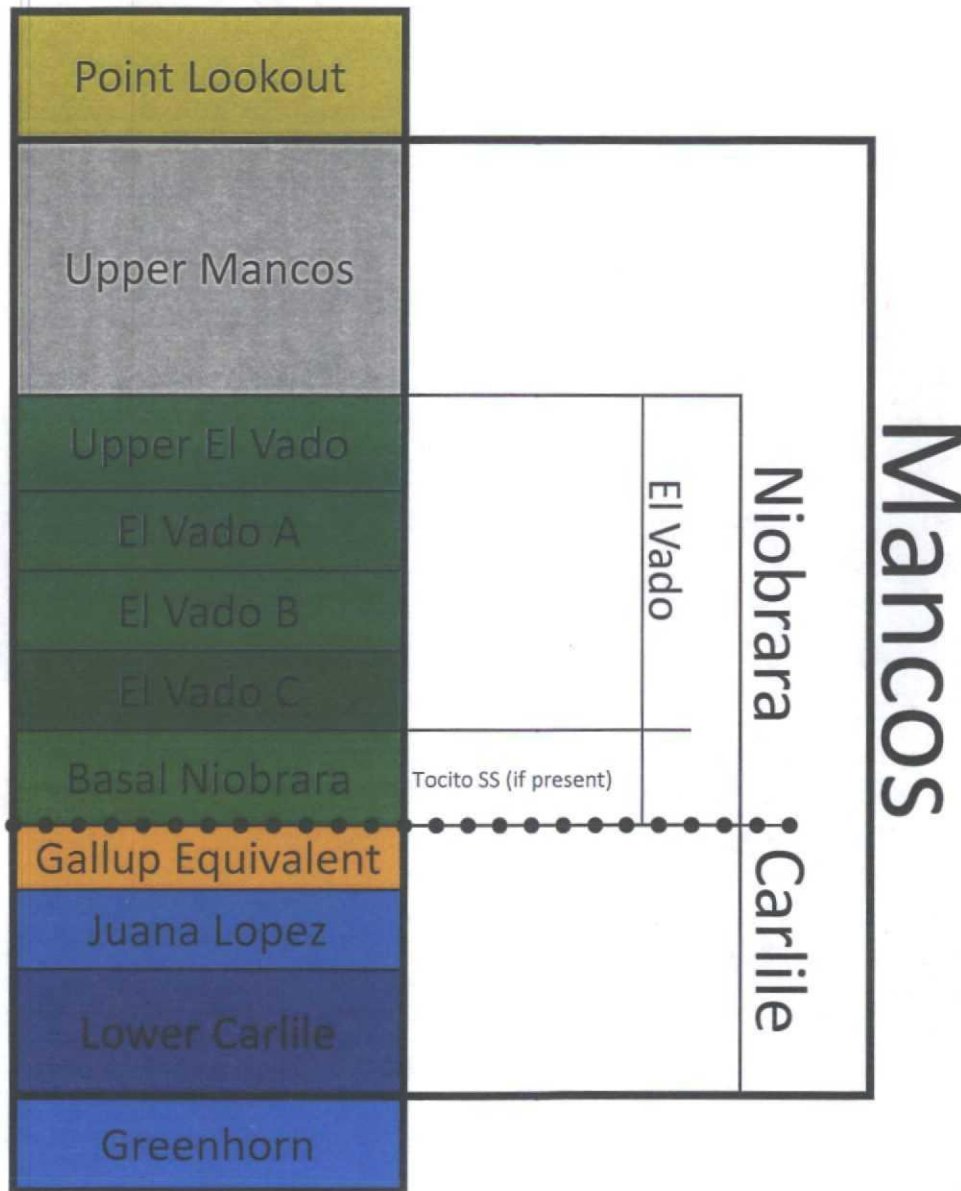 Point Lookout
Upper Mancos
Upper El Vado
El Vado A
El Vado B
El Vado C
Basal Niobrara
Tocito SS (if present)
Gallup Equivalent
Juana Lopez
Lower Carlile
Greenhorn
El Vado
Niobrara
Carlile
Mancos